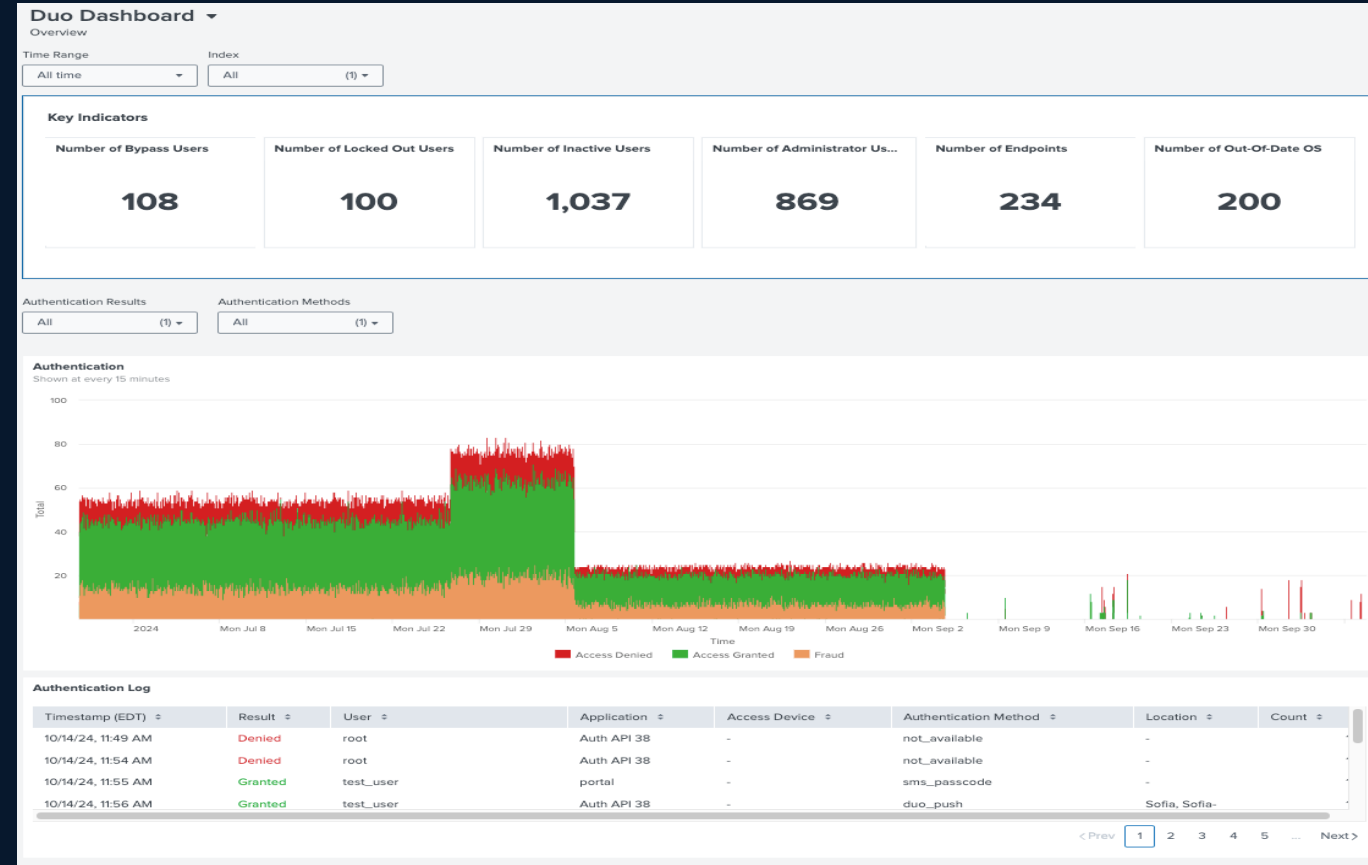 Duo Dashboard
Overview
Time Range Index
All time All (1)
Key Indicators
Number of Bypass Users Number of Locked Out Users Number of Inactive Users Number of Administrator Us... Number of Endpoints Number of Out-Of-Date OS
108 100 1,037 869 234 200
Authentication Results Authentication Methods
All (1) All (1)
Authentication
Shown at every 15 minutes
100
80
60
40
20
Total
2024 Mon Jul 8 Mon Jul 15 Mon Jul 22 Mon Jul 29 Mon Aug 5 Mon Aug 12 Mon Aug 19 Mon Aug 26 Mon Sep 2 Mon Sep 9 Mon Sep 16 Mon Sep 23 Mon Sep 30
Time
Access Denied Access Granted Fraud
Authentication Log
Timestamp (EDT) Result User Application Access Device Authentication Method Location Count
10/14/24, 11:49 AM Denied root Auth API 38 - not_available -
10/14/24, 11:54 AM Denied root Auth API 38 - not_available -
10/14/24, 11:55 AM Granted test_user portal - sms_passcode -
10/14/24, 11:56 AM Granted test_user Auth API 38 - duo_push Sofia, Sofia-
< Prev 1 2 3 4 5 ... Next >